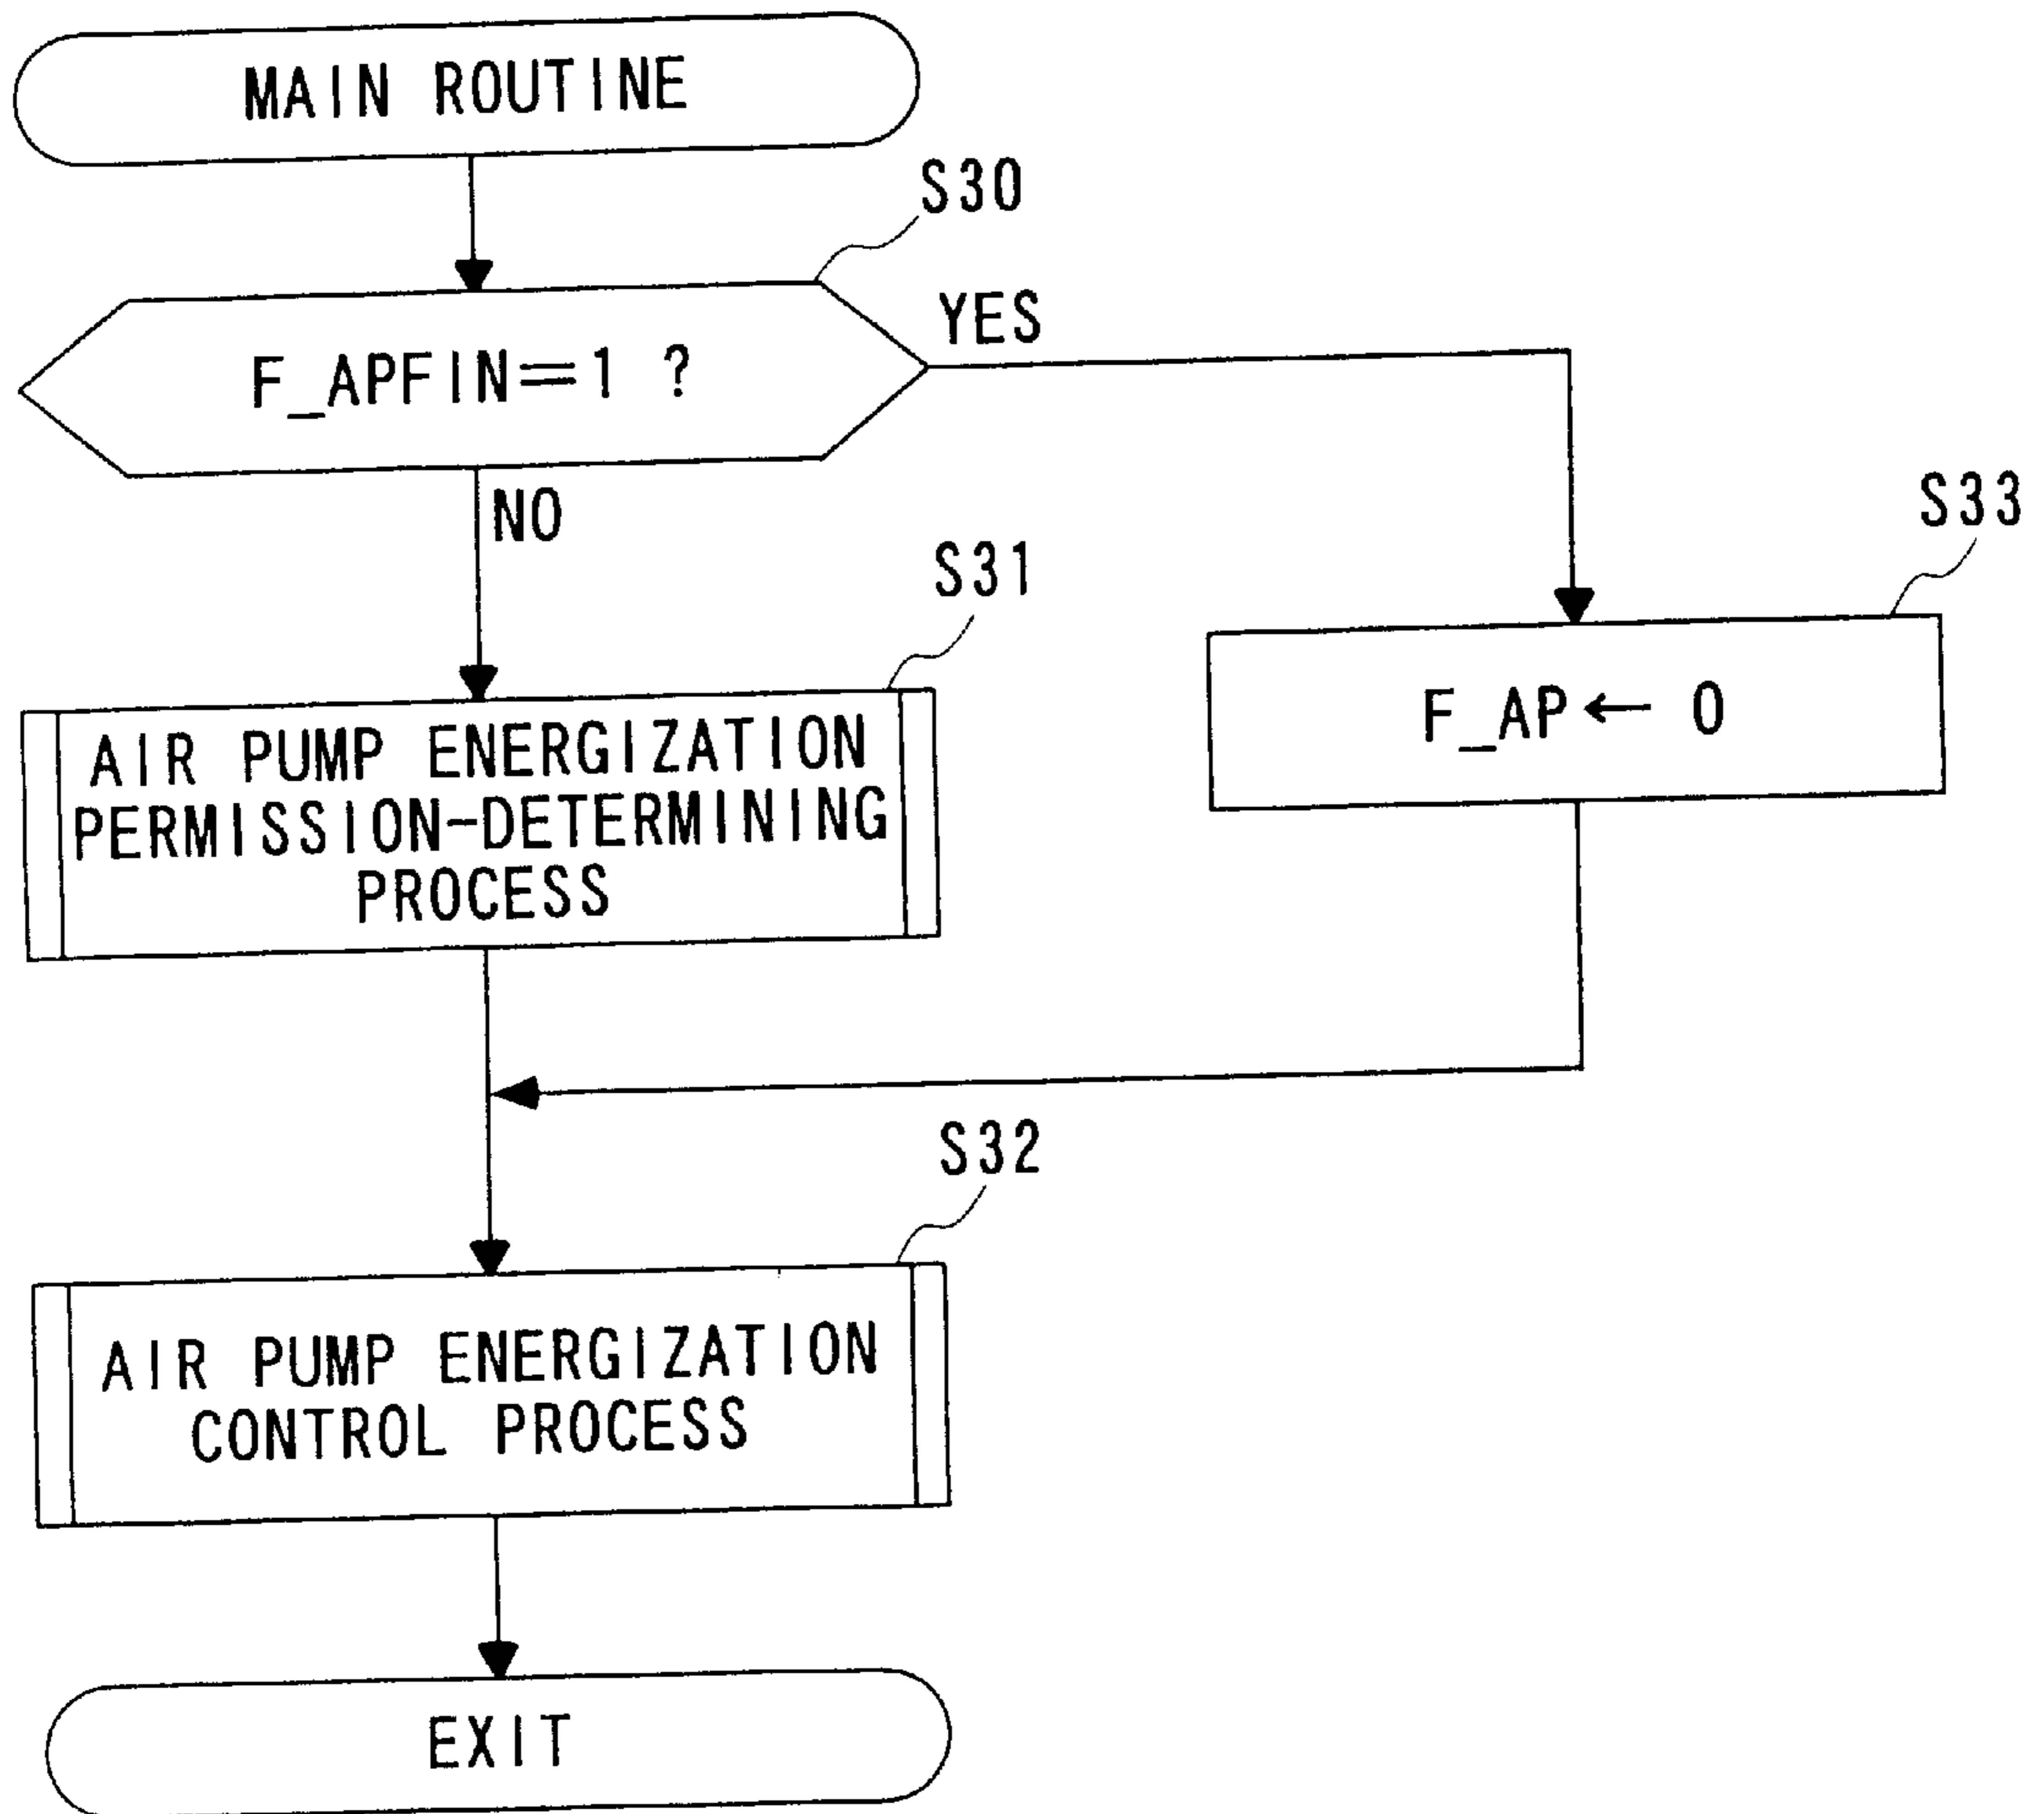 MAIN ROUTINE
S30
F_APFIN=1 ?
YES
NO
S31
S33
AIR PUMP ENERGIZATION
PERMISSION-DETERMINING
PROCESS
F_AP← 0
S32
AIR PUMP ENERGIZATION
CONTROL PROCESS
EXIT